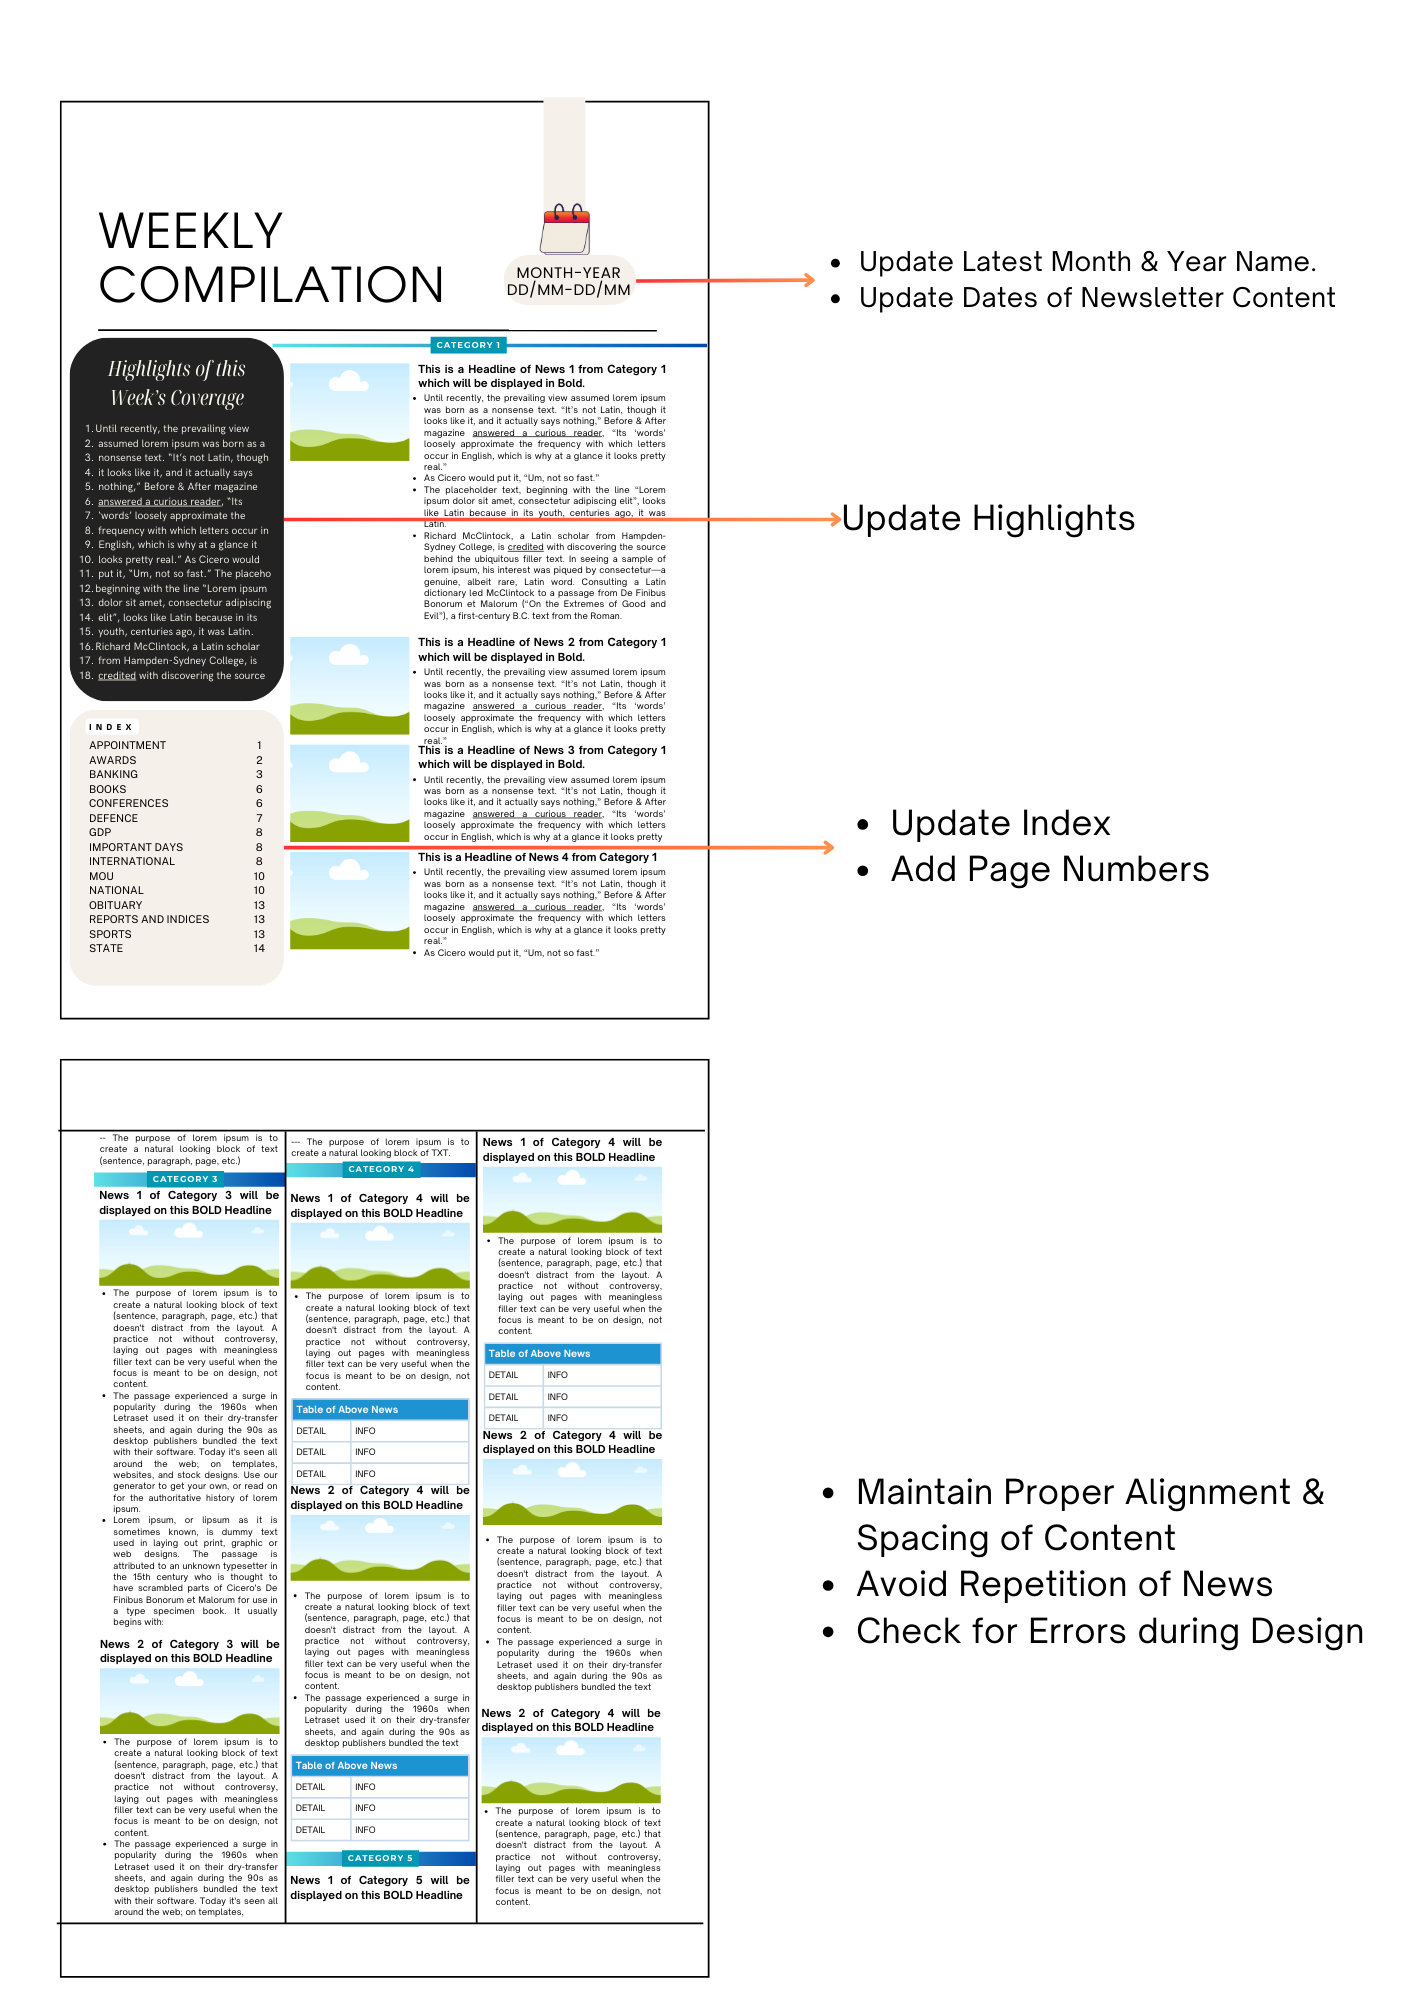 WEEKLY
COMPILATION
MONTH-YEAR
DD/MM-DD/MM
• Update Latest Month & Year Name.
• Update Dates of Newsletter Content
Highlights of this
Week's Coverage
1. Until recently, the prevailing view
2. assumed lorem ipsum was born as a
3. nonsense text. “It's not Latin, though
4. it looks like it, and it actually says
5. nothing,” Before & After magazine
6. answered a curious reader, “Its
7. ‘words’ loosely approximate the
8. frequency with which letters occur in
9. English, which is why at a glance it
10. looks pretty real.” As Cicero would
11. put it, “Um, not so fast.” The placeho
12. beginning with the line “Lorem ipsum
13. dolor sit amet, consectetur adipiscing
14. elit”, looks like Latin because in its
15. youth, centuries ago, it was Latin.
16. Richard McClintock, a Latin scholar
17. from Hampden-Sydney College, is
18. credited with discovering the source
INDEX
APPOINTMENT 1
AWARDS 2
BANKING 3
BOOKS 6
CONFERENCES 6
DEFENCE 7
GDP 8
IMPORTANT DAYS 8
INTERNATIONAL 8
MOU 10
NATIONAL 10
OBITUARY 13
REPORTS AND INDICES 13
SPORTS 13
STATE 14
CATEGORY 1
This is a Headline of News 1 from Category 1
which will be displayed in Bold.
• Until recently, the prevailing view assumed lorem ipsum
was born as a nonsense text. “It's not Latin, though it
looks like it, and it actually says nothing,” Before & After
magazine answered a curious reader, “Its ‘words’
loosely approximate the frequency with which letters
occur in English, which is why at a glance it looks pretty
real.”
• As Cicero would put it, “Um, not so fast.”
• The placeholder text, beginning with the line “Lorem
ipsum dolor sit amet, consectetur adipiscing elit”, looks
like Latin because in its youth, centuries ago, it was
Latin.
• Richard McClintock, a Latin scholar from Hampden-
Sydney College, is credited with discovering the source
behind the ubiquitous filler text. In seeing a sample of
lorem ipsum, his interest was piqued by consectetur—a
genuine, albeit rare, Latin word. Consulting a Latin
dictionary led McClintock to a passage from De Finibus
Bonorum et Malorum (“On the Extremes of Good and
Evil”), a first-century B.C. text from the Roman.
This is a Headline of News 2 from Category 1
which will be displayed in Bold.
• Until recently, the prevailing view assumed lorem ipsum
was born as a nonsense text. “It's not Latin, though it
looks like it, and it actually says nothing,” Before & After
magazine answered a curious reader, “Its ‘words’
loosely approximate the frequency with which letters
occur in English, which is why at a glance it looks pretty
real.”
This is a Headline of News 3 from Category 1
which will be displayed in Bold.
• Until recently, the prevailing view assumed lorem ipsum
was born as a nonsense text. “It's not Latin, though it
looks like it, and it actually says nothing,” Before & After
magazine answered a curious reader, “Its ‘words’
loosely approximate the frequency with which letters
occur in English, which is why at a glance it looks pretty
This is a Headline of News 4 from Category 1
• Until recently, the prevailing view assumed lorem ipsum
was born as a nonsense text. “It's not Latin, though it
looks like it, and it actually says nothing,” Before & After
magazine answered a curious reader, “Its ‘words’
loosely approximate the frequency with which letters
occur in English, which is why at a glance it looks pretty
real.”
• As Cicero would put it, “Um, not so fast.”
Update Highlights
• Update Index
• Add Page Numbers
-- The purpose of lorem ipsum is to
create a natural looking block of text
(sentence, paragraph, page, etc.)
CATEGORY 3
News 1 of Category 3 will be
displayed on this BOLD Headline
• The purpose of lorem ipsum is to
create a natural looking block of text
(sentence, paragraph, page, etc.) that
doesn't distract from the layout. A
practice not without controversy,
laying out pages with meaningless
filler text can be very useful when the
focus is meant to be on design, not
content.
• The passage experienced a surge in
popularity during the 1960s when
Letraset used it on their dry-transfer
sheets, and again during the 90s as
desktop publishers bundled the text
with their software. Today it's seen all
around the web; on templates,
websites, and stock designs. Use our
generator to get your own, or read on
for the authoritative history of lorem
ipsum.
• Lorem ipsum, or lipsum as it is
sometimes known, is dummy text
used in laying out print, graphic or
web designs. The passage is
attributed to an unknown typesetter in
the 15th century who is thought to
have scrambled parts of Cicero's De
Finibus Bonorum et Malorum for use in
a type specimen book. It usually
begins with:
News 2 of Category 3 will be
displayed on this BOLD Headline
• The purpose of lorem ipsum is to
create a natural looking block of text
(sentence, paragraph, page, etc.) that
doesn't distract from the layout. A
practice not without controversy,
laying out pages with meaningless
filler text can be very useful when the
focus is meant to be on design, not
content.
• The passage experienced a surge in
popularity during the 1960s when
Letraset used it on their dry-transfer
sheets, and again during the 90s as
desktop publishers bundled the text
with their software. Today it's seen all
around the web; on templates,
--- The purpose of lorem ipsum is to
create a natural looking block of TXT.
CATEGORY 4
News 1 of Category 4 will be
displayed on this BOLD Headline
• The purpose of lorem ipsum is to
create a natural looking block of text
(sentence, paragraph, page, etc.) that
doesn't distract from the layout. A
practice not without controversy,
laying out pages with meaningless
filler text can be very useful when the
focus is meant to be on design, not
content.
Table of Above News
DETAIL INFO
DETAIL INFO
DETAIL INFO
News 2 of Category 4 will be
displayed on this BOLD Headline
• The purpose of lorem ipsum is to
create a natural looking block of text
(sentence, paragraph, page, etc.) that
doesn't distract from the layout. A
practice not without controversy,
laying out pages with meaningless
filler text can be very useful when the
focus is meant to be on design, not
content.
• The passage experienced a surge in
popularity during the 1960s when
Letraset used it on their dry-transfer
sheets, and again during the 90s as
desktop publishers bundled the text
Table of Above News
DETAIL INFO
DETAIL INFO
DETAIL INFO
CATEGORY 5
News 1 of Category 5 will be
displayed on this BOLD Headline
News 1 of Category 4 will be
displayed on this BOLD Headline
• The purpose of lorem ipsum is to
create a natural looking block of text
(sentence, paragraph, page, etc.) that
doesn't distract from the layout. A
practice not without controversy,
laying out pages with meaningless
filler text can be very useful when the
focus is meant to be on design, not
content.
Table of Above News
DETAIL INFO
DETAIL INFO
DETAIL INFO
News 2 of Category 4 will be
displayed on this BOLD Headline
• The purpose of lorem ipsum is to
create a natural looking block of text
(sentence, paragraph, page, etc.) that
doesn't distract from the layout. A
practice not without controversy,
laying out pages with meaningless
filler text can be very useful when the
focus is meant to be on design, not
content.
• The passage experienced a surge in
popularity during the 1960s when
Letraset used it on their dry-transfer
sheets, and again during the 90s as
desktop publishers bundled the text
News 2 of Category 4 will be
displayed on this BOLD Headline
• The purpose of lorem ipsum is to
create a natural looking block of text
(sentence, paragraph, page, etc.) that
doesn't distract from the layout. A
practice not without controversy,
laying out pages with meaningless
filler text can be very useful when the
focus is meant to be on design, not
content.
• Maintain Proper Alignment &
Spacing of Content
• Avoid Repetition of News
• Check for Errors during Design